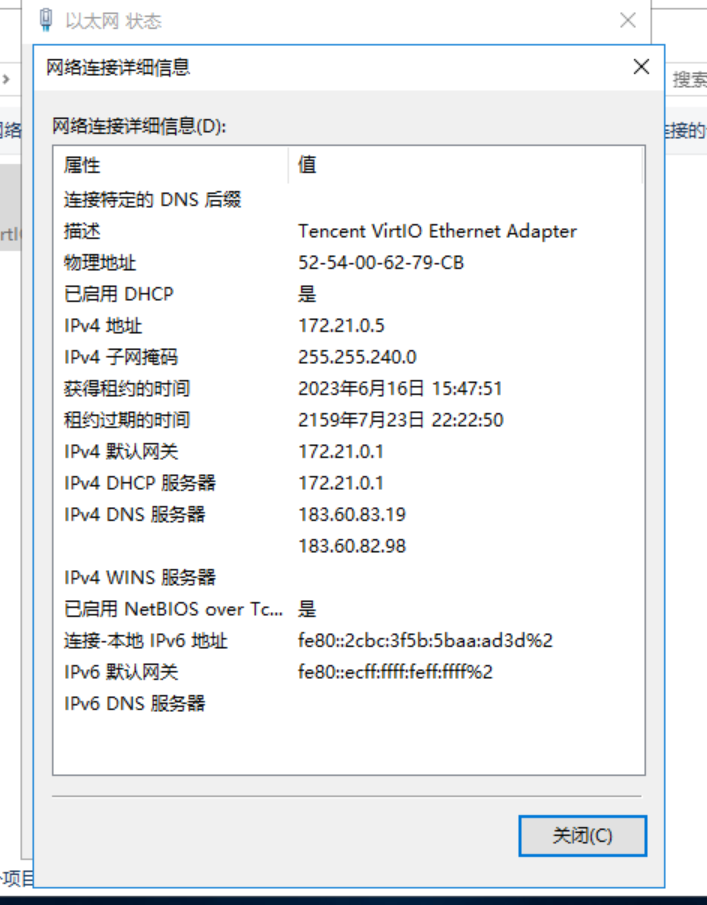 以太网 状态
网络连接详细信息
搜索
网络连接详细信息(D):
属性 值
连接特定的 DNS 后缀
描述 Tencent VirtIO Ethernet Adapter
物理地址 52-54-00-62-79-CB
已启用 DHCP 是
IPv4 地址 172.21.0.5
IPv4 子网掩码 255.255.240.0
获得租约的时间 2023年6月16日 15:47:51
租约过期的时间 2159年7月23日 22:22:50
IPv4 默认网关 172.21.0.1
IPv4 DHCP 服务器 172.21.0.1
IPv4 DNS 服务器 183.60.83.19
183.60.82.98
IPv4 WINS 服务器
已启用 NetBIOS over Tc... 是
连接-本地 IPv6 地址 fe80::2cbc:3f5b:5baa:ad3d%2
IPv6 默认网关 fe80::ecff:ffff:feff:ffff%2
IPv6 DNS 服务器
关闭(C)
项目